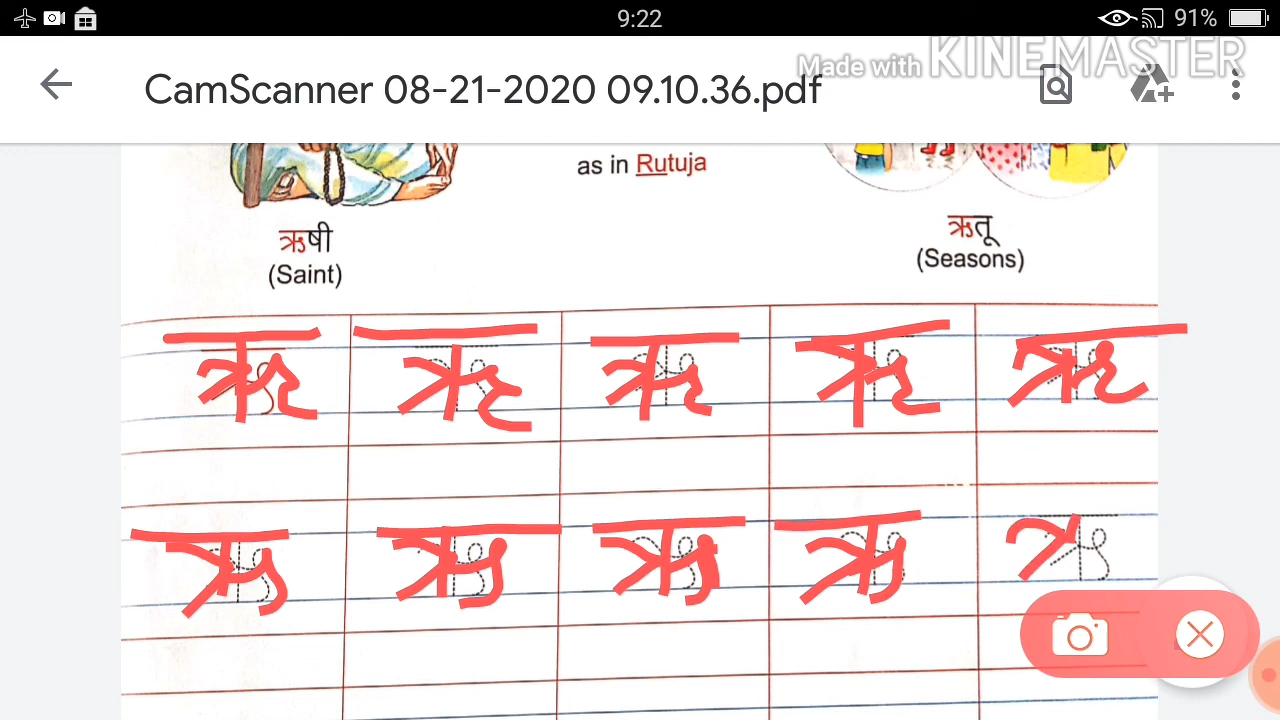 9:22
91%
Made with KINEMASTER
CamScanner 08-21-2020 09.10.36.pdf
as in Rutuja
ऋषी
(Saint)
ऋतू
(Seasons)
ऋ ऋ ऋ ऋ ऋ
ऋ ऋ ऋ ऋ ऋ